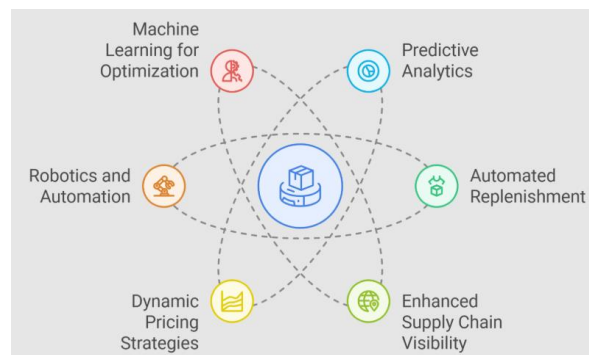 Machine
Learning for
Optimization
Predictive
Analytics
Robotics and
Automation
Automated
Replenishment
Dynamic
Pricing
Strategies
Enhanced
Supply Chain
Visibility